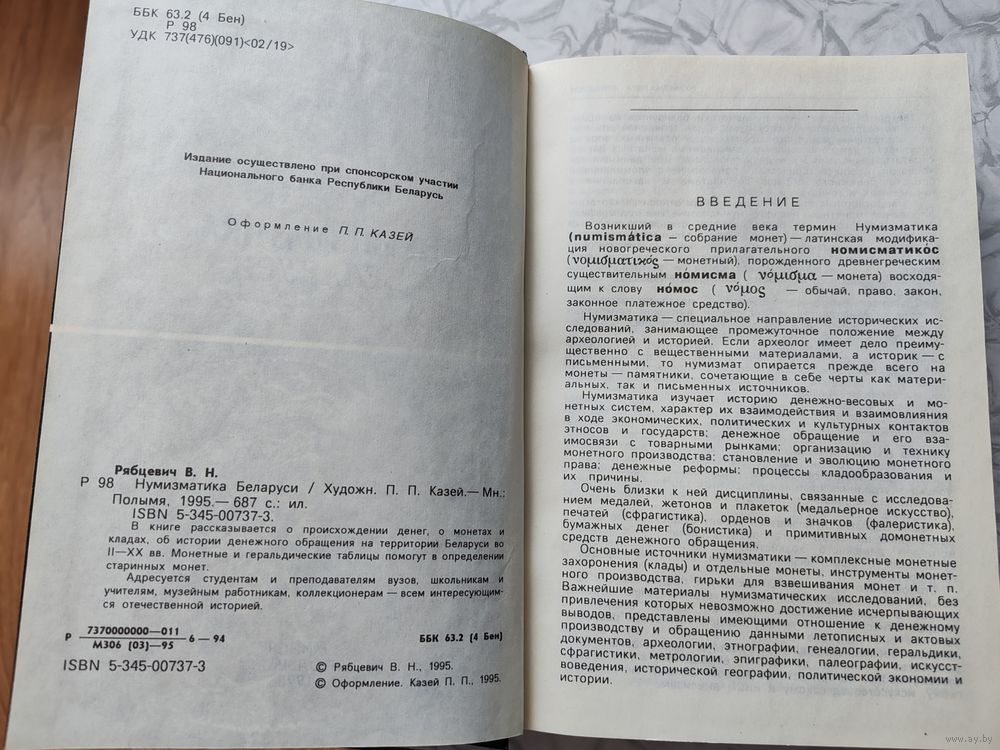 ББК 63.2 (4 Бен)
Р 98
УДК 737(476)(091)<02/19>
Издание осуществлено при спонсорском участии
Национального банка Республики Беларусь
Оформление П. П. КАЗЕЙ
Рябцевич В. Н.
Р 98 Нумизматика Беларуси / Художн. П. П. Казей.— Мн.:
Полымя, 1995.— 687 с.: ил.
ISBN 5-345-00737-3.
В книге рассказывается о происхождении денег, о монетах и
кладах, об истории денежного обращения на территории Беларуси во
II—XX вв. Монетные и геральдические таблицы помогут в определении
старинных монет.
Адресуется студентам и преподавателям вузов, школьникам и
учителям, музейным работникам, коллекционерам — всем интересующим-
ся отечественной историей.
Р 7370000000—011
М306 (03)—95 6 — 94
ББК 63.2 (4 Бен)
ISBN 5-345-00737-3
© Рябцевич В. Н., 1995.
© Оформление. Казей П. П., 1995.
ВВЕДЕНИЕ
Возникший в средние века термин Нумизматика
(numismática — собрание монет) — латинская модифика-
ция новогреческого прилагательного номисматикóс
(νομισματικός — монетный), порожденного древнегреческим
существительным нóмисма ( νόμισμα — монета) восходя-
щим к слову нóмос ( νόμος — обычай, право, закон,
законное платежное средство).
Нумизматика — специальное направление исторических ис-
следований, занимающее промежуточное положение между
археологией и историей. Если археолог имеет дело преиму-
щественно с вещественными материалами, а историк — с
письменными, то нумизмат опирается прежде всего на
монеты — памятники, сочетающие в себе черты как матери-
альных, так и письменных источников.
Нумизматика изучает историю денежно-весовых и мо-
нетных систем, характер их взаимодействия и взаимовлияния
в ходе экономических, политических и культурных контактов
этносов и государств; денежное обращение и его вза-
имосвязи с товарными рынками; организацию и технику
монетного производства; становление и эволюцию монетного
права; денежные реформы; процессы кладообразования и
их причины.
Очень близки к ней дисциплины, связанные с исследова-
нием медалей, жетонов и плакеток (медальерное искусство),
печатей (сфрагистика), орденов и значков (фалеристика),
бумажных денег (бонистика) и примитивных домонетных
средств денежного обращения.
Основные источники нумизматики — комплексные монетные
захоронения (клады) и отдельные монеты, инструменты монет-
ного производства, гирьки для взвешивания монет и т. п.
Важнейшие материалы нумизматических исследований, без
привлечения которых невозможно достижение исчерпывающих
выводов, представлены имеющими отношение к денежному
производству и обращению данными летописных и актовых
документов, археологии, этнографии, генеалогии, геральдики,
сфрагистики, метрологии, эпиграфики, палеографии, искусст-
воведения, исторической географии, политической экономии и
истории.
www.ay.by